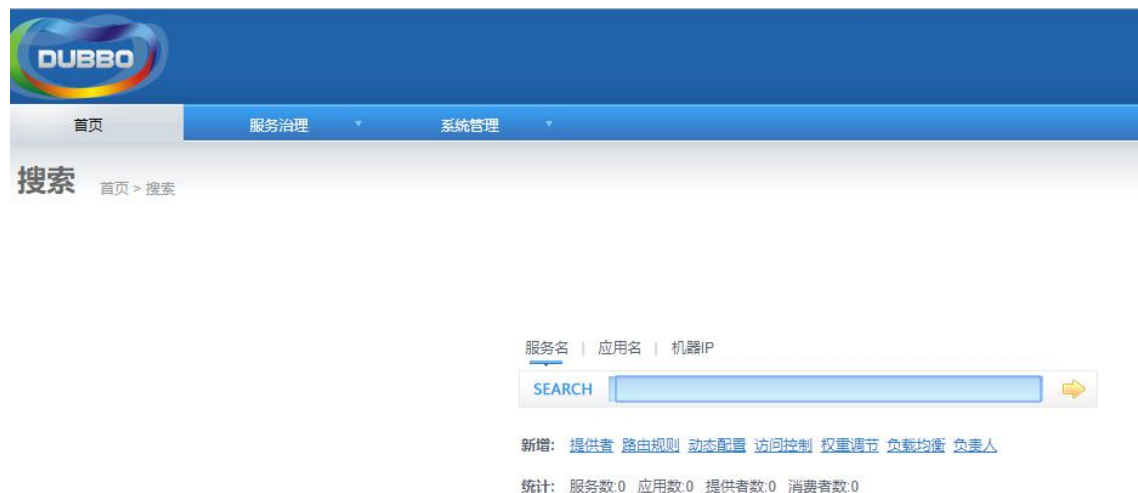 DUBBO
首页 服务治理 系统管理
搜索 首页 > 搜索
服务名 | 应用名 | 机器IP
SEARCH
新增: 提供者 路由规则 动态配置 访问控制 权重调节 负载均衡 负责人
统计: 服务数:0 应用数:0 提供者数:0 消费者数:0